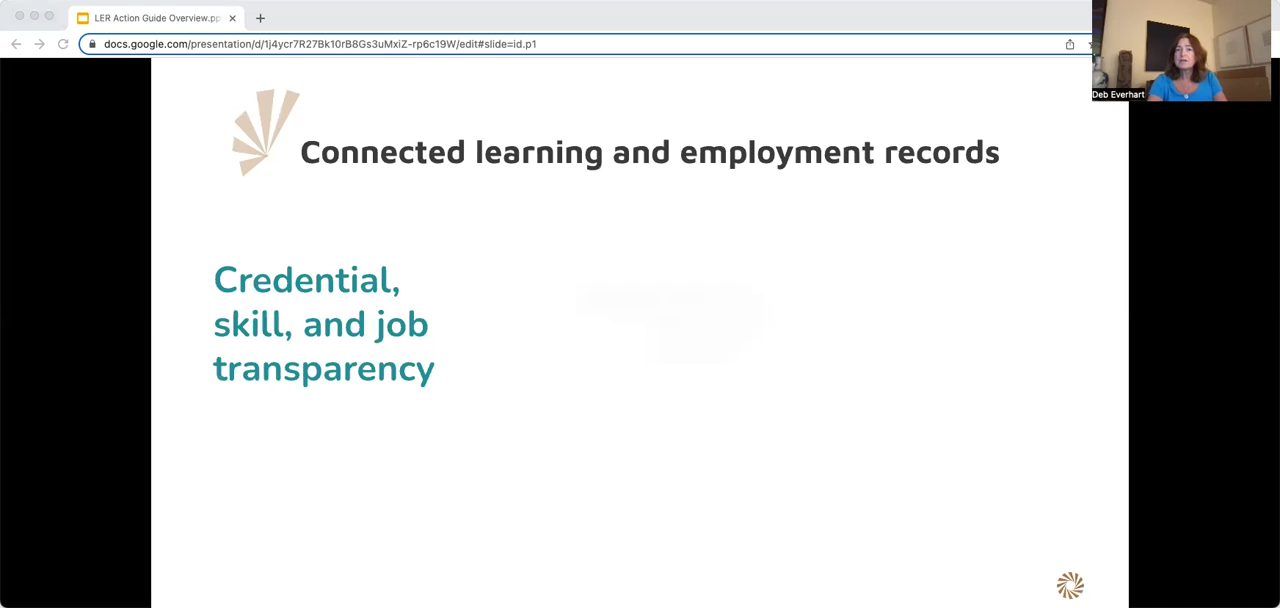 LER Action Guide Overview.pp
docs.google.com/presentation/d/1j4ycr7R27Bk10rB8Gs3uMxiZ-rp6c19W/edit#slide=id.p1
Deb Everhart
Connected learning and employment records
Credential,
skill, and job
transparency